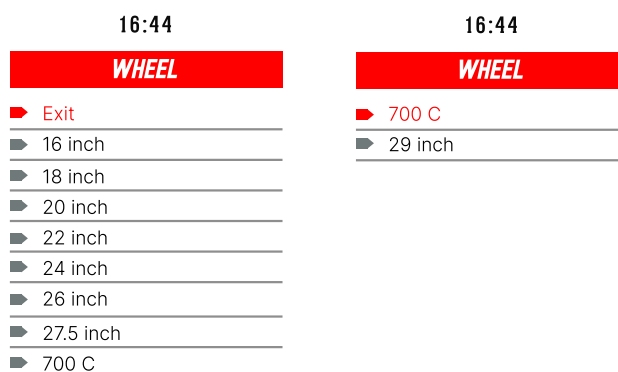 16:44
WHEEL
Exit
16 inch
18 inch
20 inch
22 inch
24 inch
26 inch
27.5 inch
700 C
16:44
WHEEL
700 C
29 inch